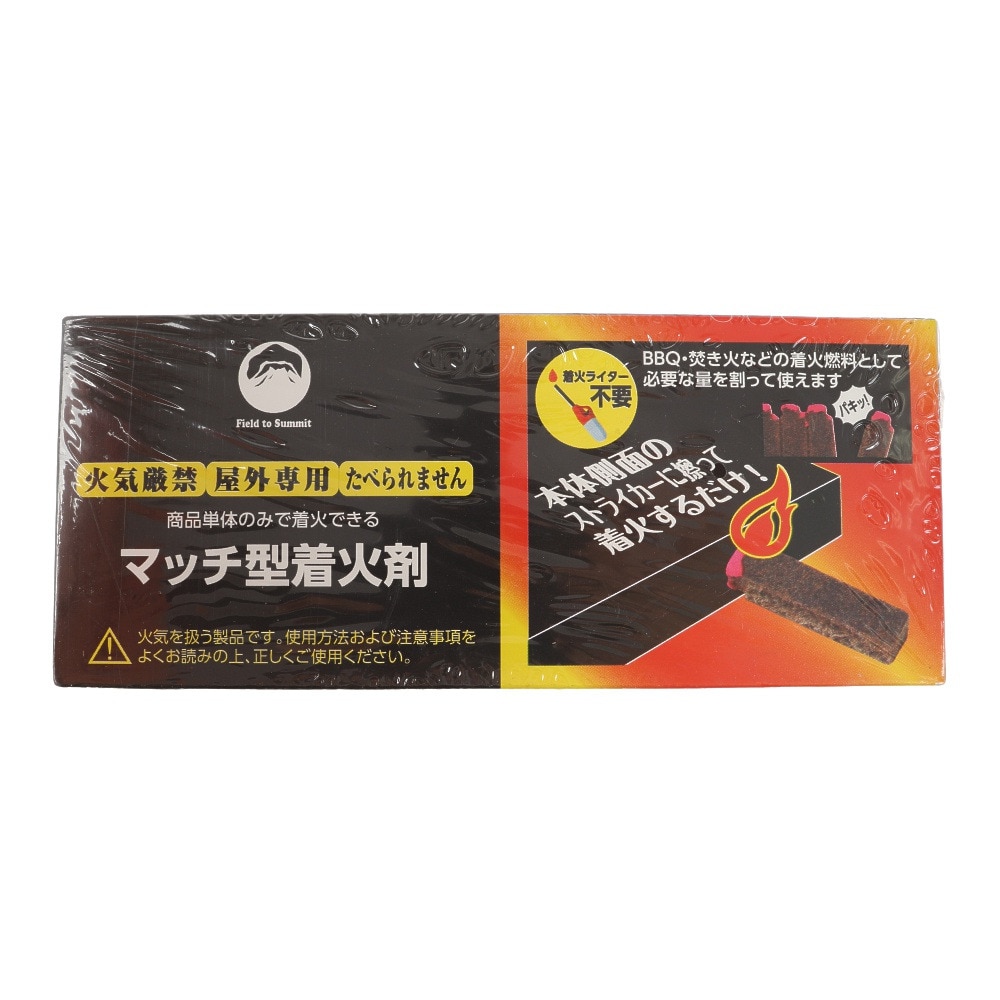 Field to Summit
火気厳禁 屋外専用 たべられません
商品単体のみで着火できる
マッチ型着火剤
火気を扱う製品です。使用方法および注意事項を
よくお読みの上、正しくご使用ください。
着火ライター
不要
BBQ・焚き火などの着火燃料として
必要な量を割って使えます
パキッ!
本体側面の
ストライカーに擦って
着火するだけ!